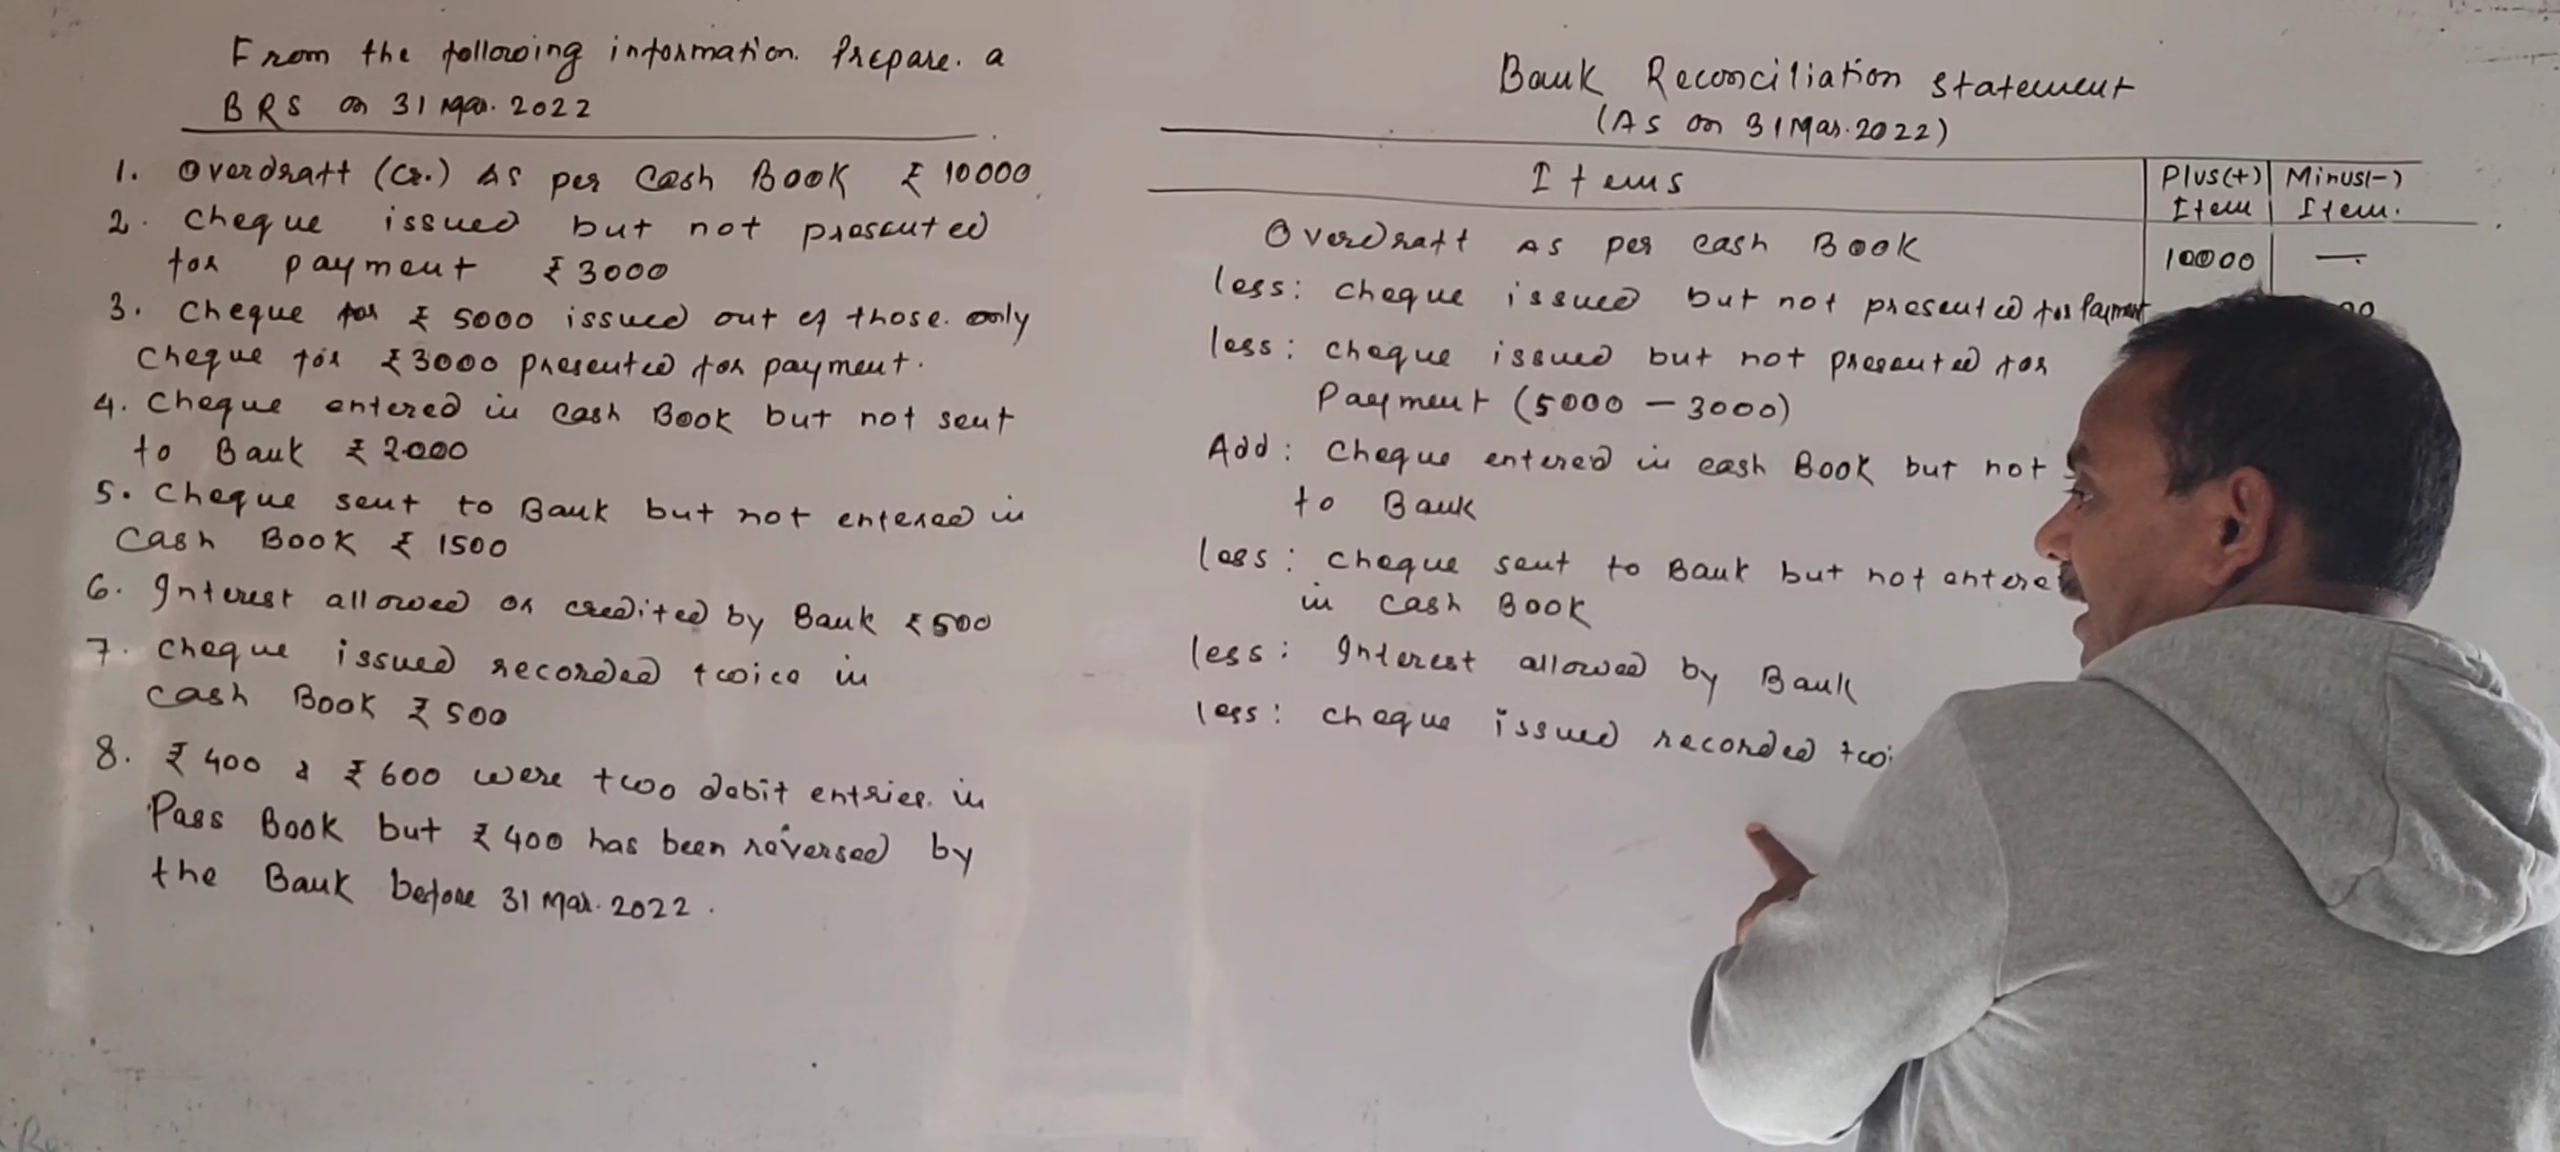 From the following information. Prepare. a
BRS on 31 Mar. 2022
1. Overdraft (Cr.) As per Cash Book ₹ 10000
2. Cheque issued but not presented
for payment ₹ 3000
3. Cheque for ₹ 5000 issued out of those. only
Cheque for ₹3000 presented for payment.
4. Cheque entered in Cash Book but not sent
to Bank ₹ 2000
5. Cheque sent to Bank but not entered in
Cash Book ₹ 1500
6. Interest allowed or credited by Bank ₹500
7. Cheque issued recorded twice in
Cash Book ₹ 500
8. ₹ 400 & ₹ 600 were two debit entries. in
Pass Book but ₹ 400 has been reversed by
the Bank before 31 Mar. 2022.
Bank Reconciliation Statement
(As on 31 Mar. 2022)
Items Plus(+) Item Minus(-) Item.
Overdraft As per Cash Book 10000 —
less: Cheque issued but not presented for Payment
less: Cheque issued but not presented for
Payment (5000 - 3000)
Add: Cheque entered in Cash Book but not
to Bank
less: Cheque sent to Bank but not entere
in Cash Book
less: Interest allowed by Bank
less: Cheque issued recorded twi